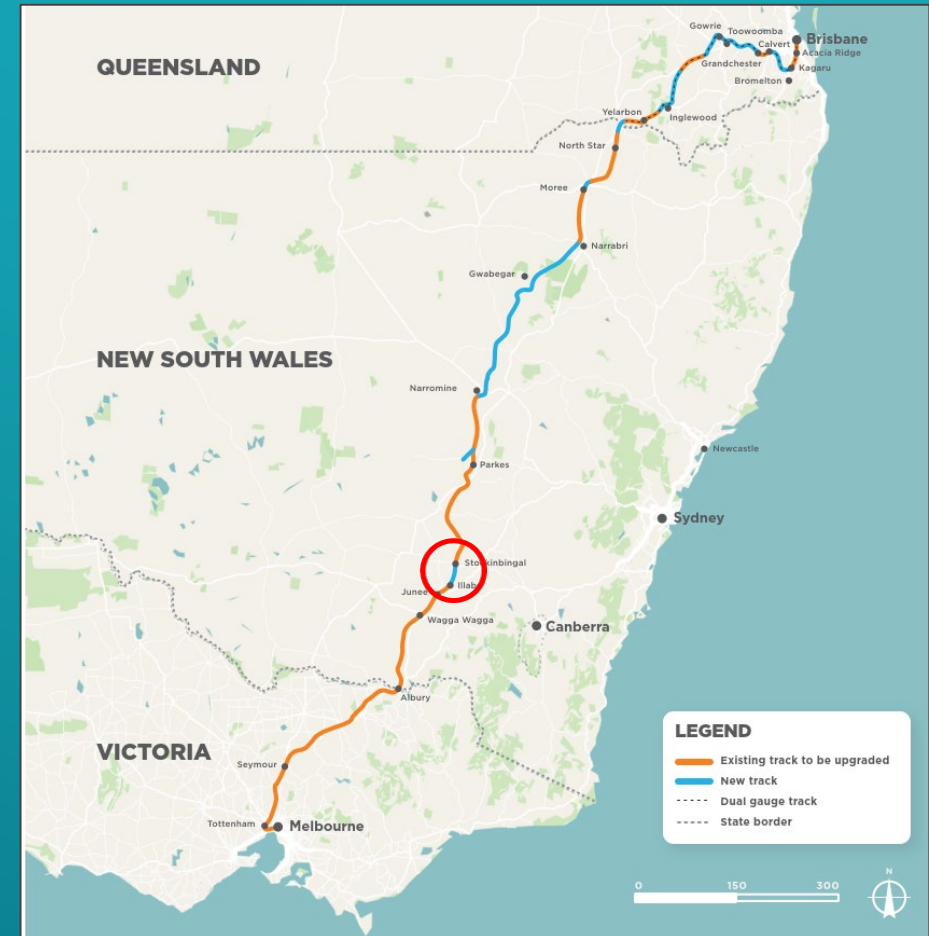 Gowrie
Toowoomba
Brisbane
Calvert
Acacia Ridge
QUEENSLAND
Grandchester
Kagaru
Bromelton
Yelarbon
Inglewood
North Star
Moree
Narrabri
Gwabegar
NEW SOUTH WALES
Narromine
Newcastle
Parkes
Sydney
Stockinbingal
Illabo
Junee
Wagga Wagga
Canberra
Albury
LEGEND
VICTORIA
Existing track to be upgraded
Seymour
New track
Dual gauge track
Tottenham
Melbourne
State border
0 150 300
N